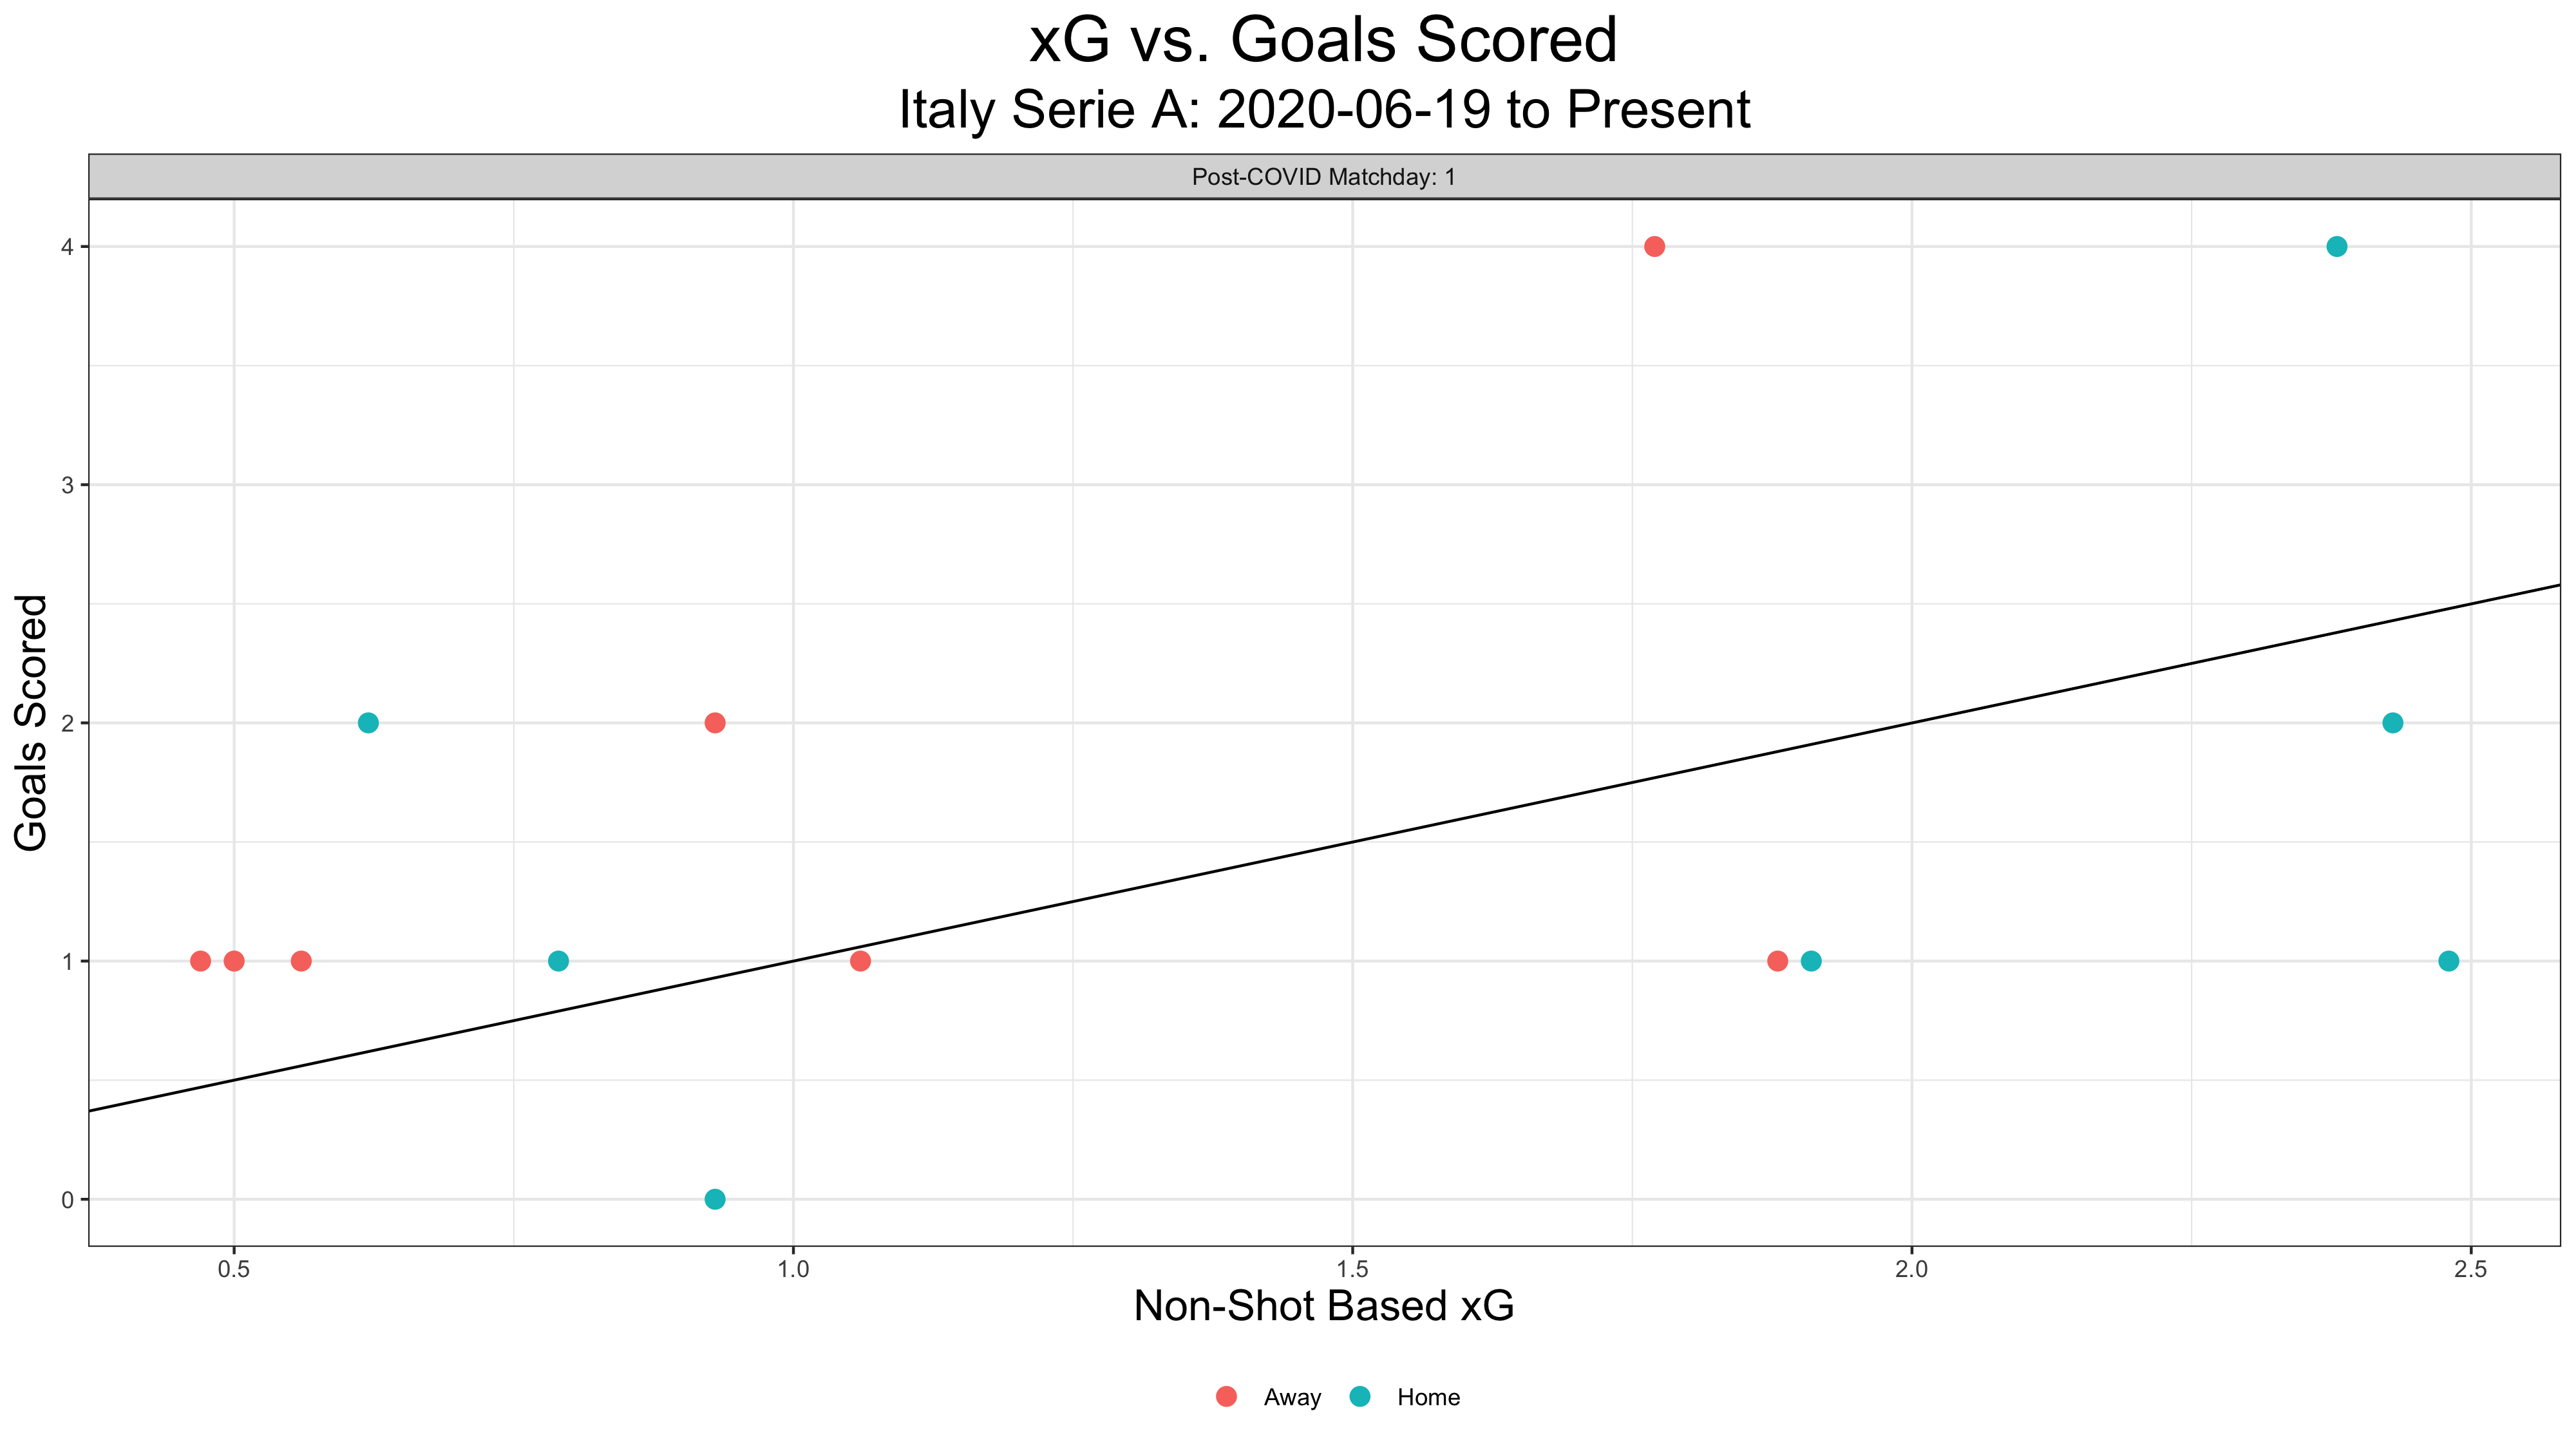 xG vs. Goals Scored
Italy Serie A: 2020-06-19 to Present
Post-COVID Matchday: 1
Goals Scored
4
3
2
1
0
0.5 1.0 1.5 2.0 2.5
Non-Shot Based xG
Away Home